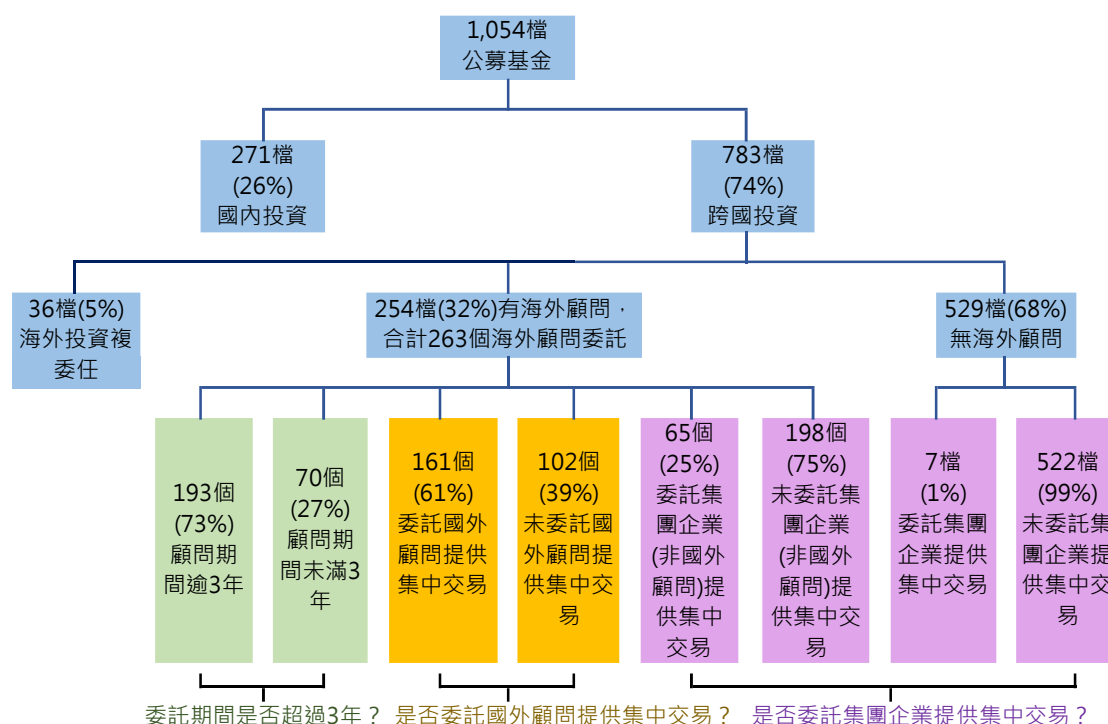 1,054檔
公募基金
271檔
(26%)
國內投資
783檔
(74%)
跨國投資
36檔(5%)
海外投資複
委任
254檔(32%)有海外顧問，
合計263個海外顧問委託
529檔(68%)
無海外顧問
193個
(73%)
顧問期
間逾3年
70個
(27%)
顧問期
間未滿3
年
161個
(61%)
委託國外
顧問提供
集中交易
102個
(39%)
未委託國
外顧問提
供集中交
易
65個
(25%)
委託集
團企業
(非國外
顧問)提
供集中
交易
198個
(75%)
未委託集
團企業
(非國外
顧問)提
供集中交
易
7檔
(1%)
委託集團
企業提供
集中交易
522檔
(99%)
未委託集
團企業提
供集中交
易
委託期間是否超過3年？ 是否委託國外顧問提供集中交易？ 是否委託集團企業提供集中交易？